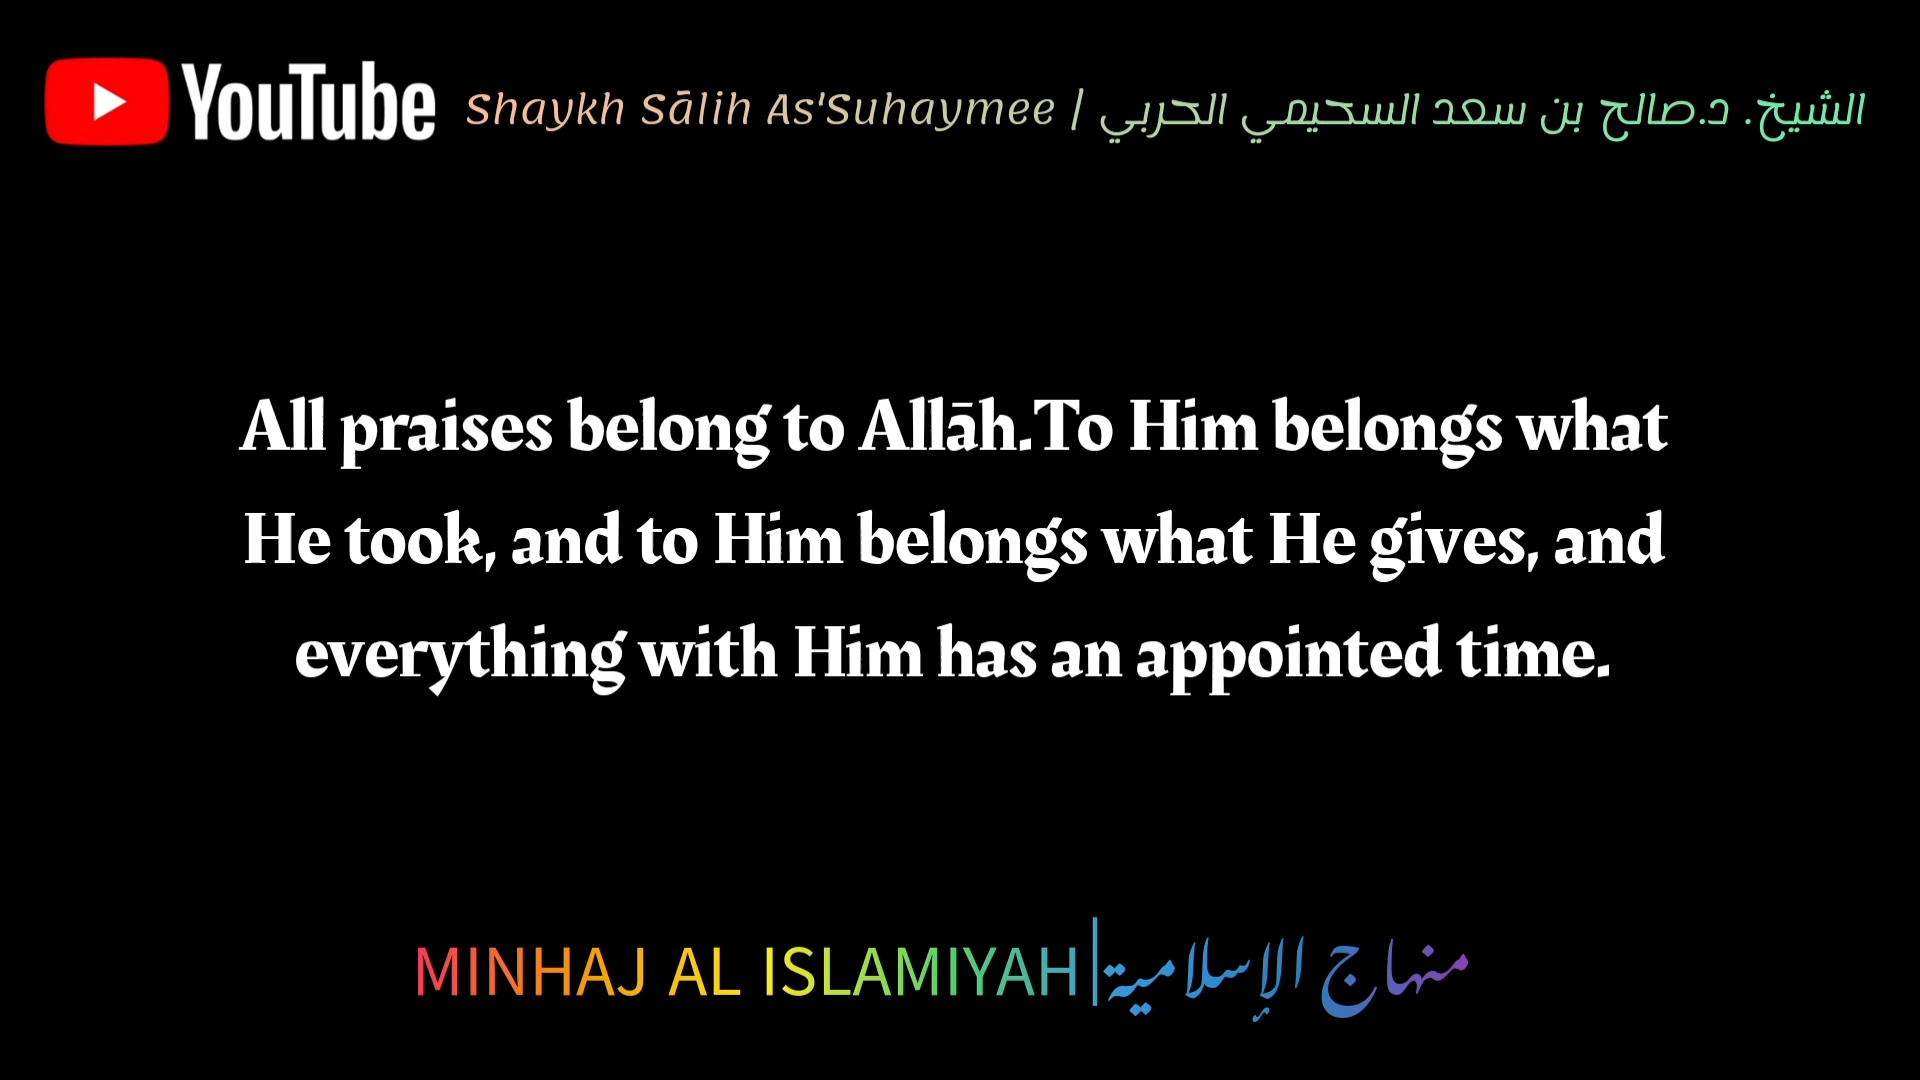 YouTube Shaykh Sālih As'Suhaymee | الشيخ. د.صالح بن سعد السحيمي الحربي
All praises belong to Allāh.To Him belongs what
He took, and to Him belongs what He gives, and
everything with Him has an appointed time.
MINHAJ AL ISLAMIYAH|منهاج الإسلامية